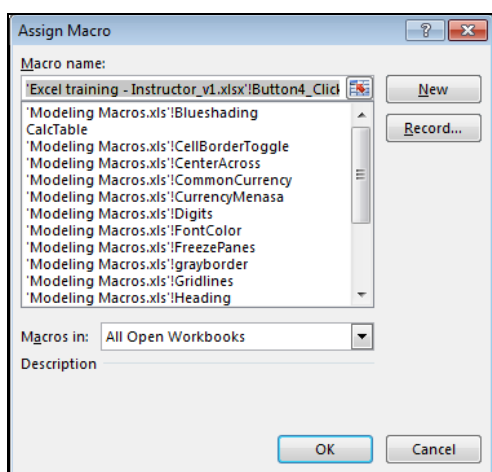 Assign Macro
Macro name:
'Excel training - Instructor_v1.xlsx'!Button4_Click
New
'Modeling Macros.xls'!Blueshading
CalcTable
'Modeling Macros.xls'!CellBorderToggle
'Modeling Macros.xls'!CenterAcross
'Modeling Macros.xls'!CommonCurrency
'Modeling Macros.xls'!CurrencyMenasa
'Modeling Macros.xls'!Digits
'Modeling Macros.xls'!FontColor
'Modeling Macros.xls'!FreezePanes
'Modeling Macros.xls'!grayborder
'Modeling Macros.xls'!Gridlines
'Modeling Macros.xls'!Heading
Record...
Macros in: All Open Workbooks
Description
OK
Cancel